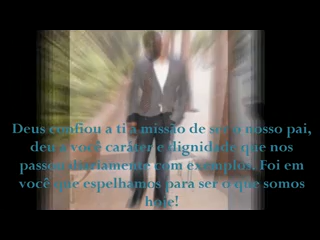 Deus confiou a ti a missão de ser o nosso pai,
deu a você caráter e dignidade que nos
passou diariamente com exemplos. Foi em
você que espelhamos para ser o que somos
hoje!